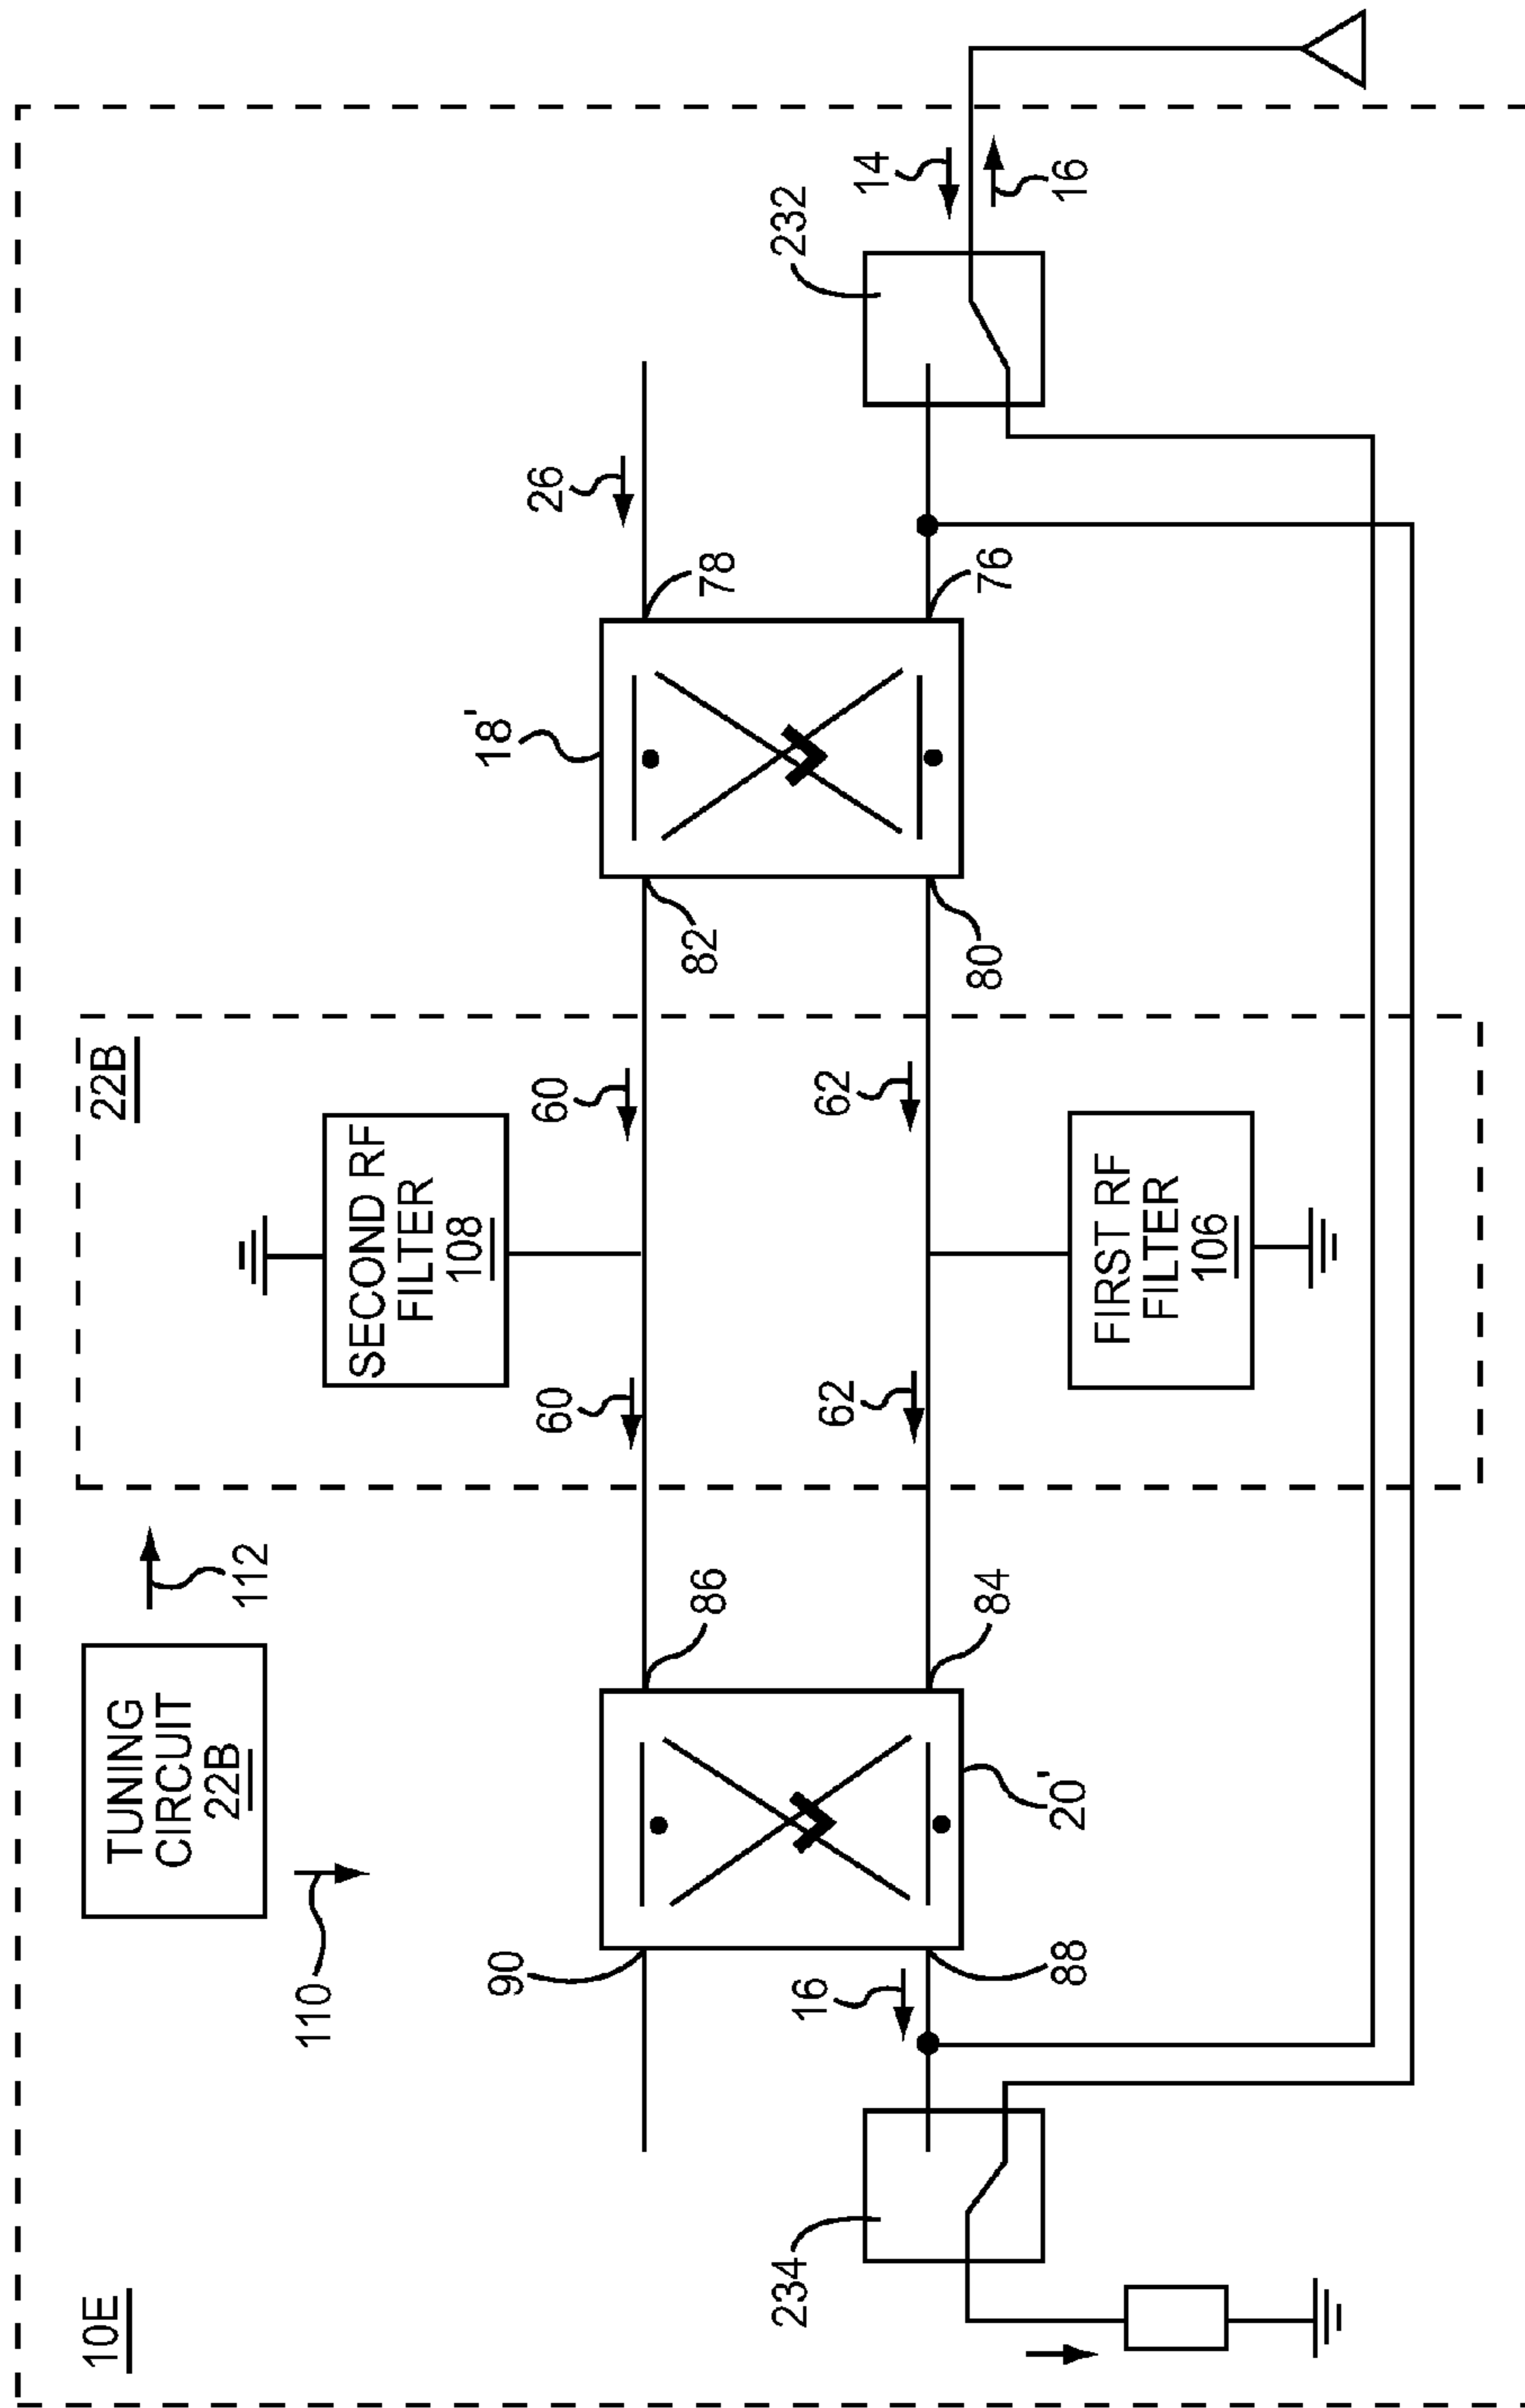 10E
TUNING
CIRCUIT
22B
110
112
22B
SECOND RF
FILTER
108
60
60
62
62
FIRST RF
FILTER
106
90
86
88
84
20'
16
234
82
80
18'
78
76
26
232
14
16